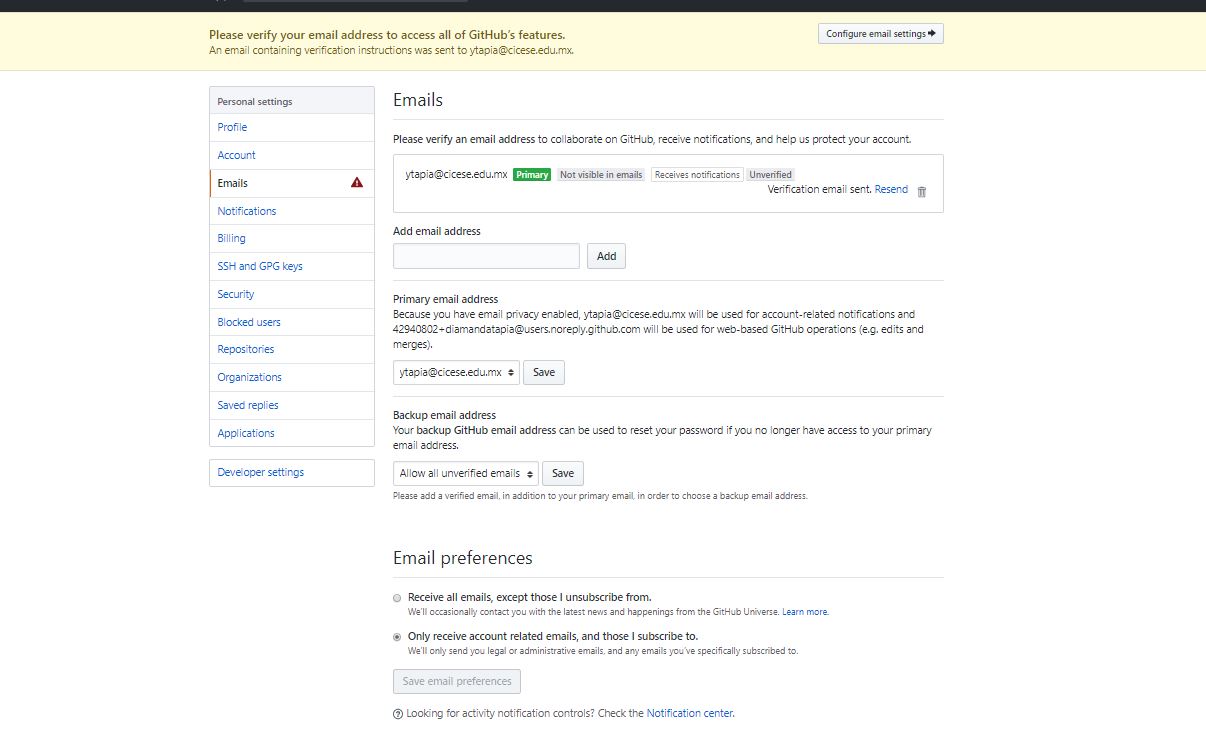 Please verify your email address to access all of GitHub's features.
An email containing verification instructions was sent to ytapia@cicese.edu.mx.
Configure email settings
Personal settings
Profile
Account
Emails
Notifications
Billing
SSH and GPG keys
Security
Blocked users
Repositories
Organizations
Saved replies
Applications
Developer settings
Emails
Please verify an email address to collaborate on GitHub, receive notifications, and help us protect your account.
ytapia@cicese.edu.mx Primary Not visible in emails Receives notifications Unverified
Verification email sent. Resend
Add email address
Add
Primary email address
Because you have email privacy enabled, ytapia@cicese.edu.mx will be used for account-related notifications and
42940802+diamandatapia@users.noreply.github.com will be used for web-based GitHub operations (e.g. edits and
merges).
ytapia@cicese.edu.mx Save
Backup email address
Your backup GitHub email address can be used to reset your password if you no longer have access to your primary
email address.
Allow all unverified emails Save
Please add a verified email, in addition to your primary email, in order to choose a backup email address.
Email preferences
Receive all emails, except those I unsubscribe from.
We'll occasionally contact you with the latest news and happenings from the GitHub Universe. Learn more.
Only receive account related emails, and those I subscribe to.
We'll only send you legal or administrative emails, and any emails you've specifically subscribed to.
Save email preferences
Looking for activity notification controls? Check the Notification center.